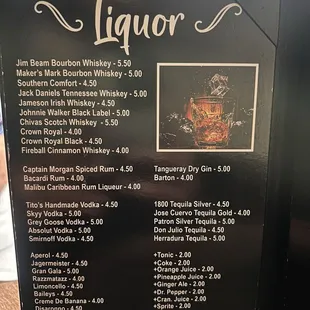 Liquor
Jim Beam Bourbon Whiskey - 5.50
Maker's Mark Bourbon Whiskey - 5.00
Southern Comfort - 4.50
Jack Daniels Tennessee Whiskey - 5.00
Jameson Irish Whiskey - 4.50
Johnnie Walker Black Label - 5.00
Chivas Scotch Whiskey - 5.50
Crown Royal - 4.00
Crown Royal Black - 4.50
Fireball Cinnamon Whiskey - 4.00
Captain Morgan Spiced Rum - 4.50
Bacardi Rum - 4.00
Malibu Caribbean Rum Liqueur - 4.00
Tangueray Dry Gin - 5.00
Barton - 4.00
Tito's Handmade Vodka - 4.50
Skyy Vodka - 5.00
Grey Goose Vodka - 5.00
Absolut Vodka - 5.00
Smirnoff Vodka - 4.50
1800 Tequila Silver - 4.50
Jose Cuervo Tequila Gold - 4.00
Patron Silver Tequila - 5.00
Don Julio Tequila - 4.50
Herradura Tequila - 5.00
Aperol - 4.50
Jagermeister - 4.50
Gran Gala - 5.00
Razzmatazz - 4.00
Limoncello - 4.50
Baileys - 4.50
Creme De Banana - 4.00
Disaronno - 4.50
+Tonic - 2.00
+Coke - 2.00
+Orange Juice - 2.00
+Pineapple Juice - 2.00
+Ginger Ale - 2.00
+Dr. Pepper - 2.00
+Cran. Juice - 2.00
+Sprite - 2.00